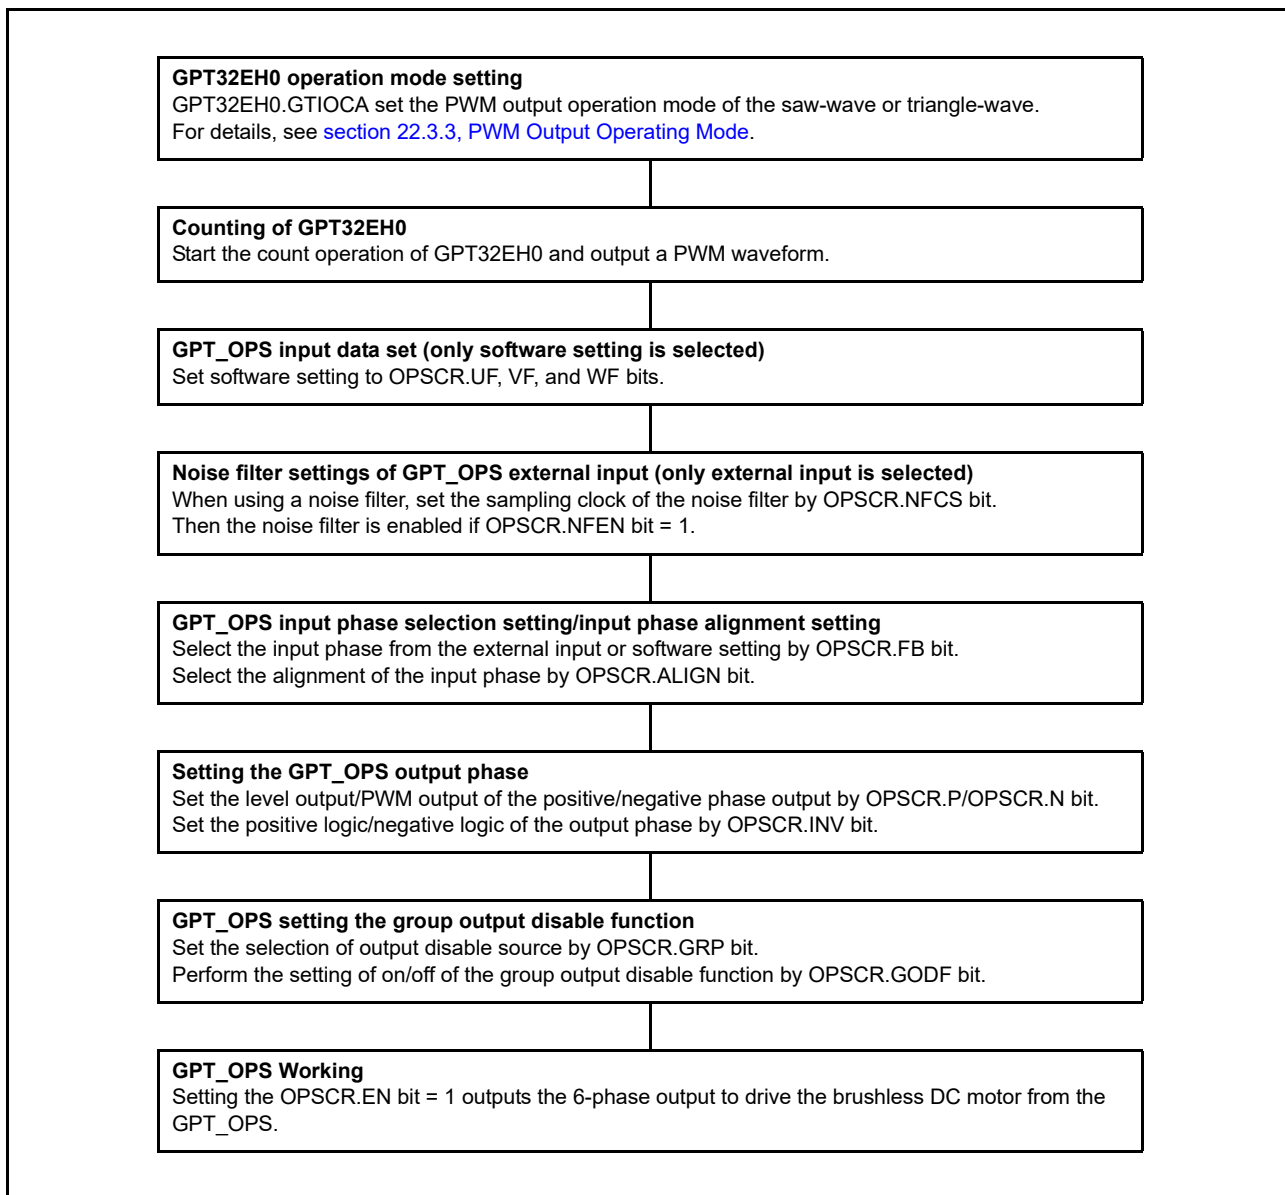 GPT32EH0 operation mode setting
GPT32EH0.GTIOCA set the PWM output operation mode of the saw-wave or triangle-wave.
For details, see section 22.3.3, PWM Output Operating Mode.
Counting of GPT32EH0
Start the count operation of GPT32EH0 and output a PWM waveform.
GPT_OPS input data set (only software setting is selected)
Set software setting to OPSCR.UF, VF, and WF bits.
Noise filter settings of GPT_OPS external input (only external input is selected)
When using a noise filter, set the sampling clock of the noise filter by OPSCR.NFCS bit.
Then the noise filter is enabled if OPSCR.NFEN bit = 1.
GPT_OPS input phase selection setting/input phase alignment setting
Select the input phase from the external input or software setting by OPSCR.FB bit.
Select the alignment of the input phase by OPSCR.ALIGN bit.
Setting the GPT_OPS output phase
Set the level output/PWM output of the positive/negative phase output by OPSCR.P/OPSCR.N bit.
Set the positive logic/negative logic of the output phase by OPSCR.INV bit.
GPT_OPS setting the group output disable function
Set the selection of output disable source by OPSCR.GRP bit.
Perform the setting of on/off of the group output disable function by OPSCR.GODF bit.
GPT_OPS Working
Setting the OPSCR.EN bit = 1 outputs the 6-phase output to drive the brushless DC motor from the
GPT_OPS.